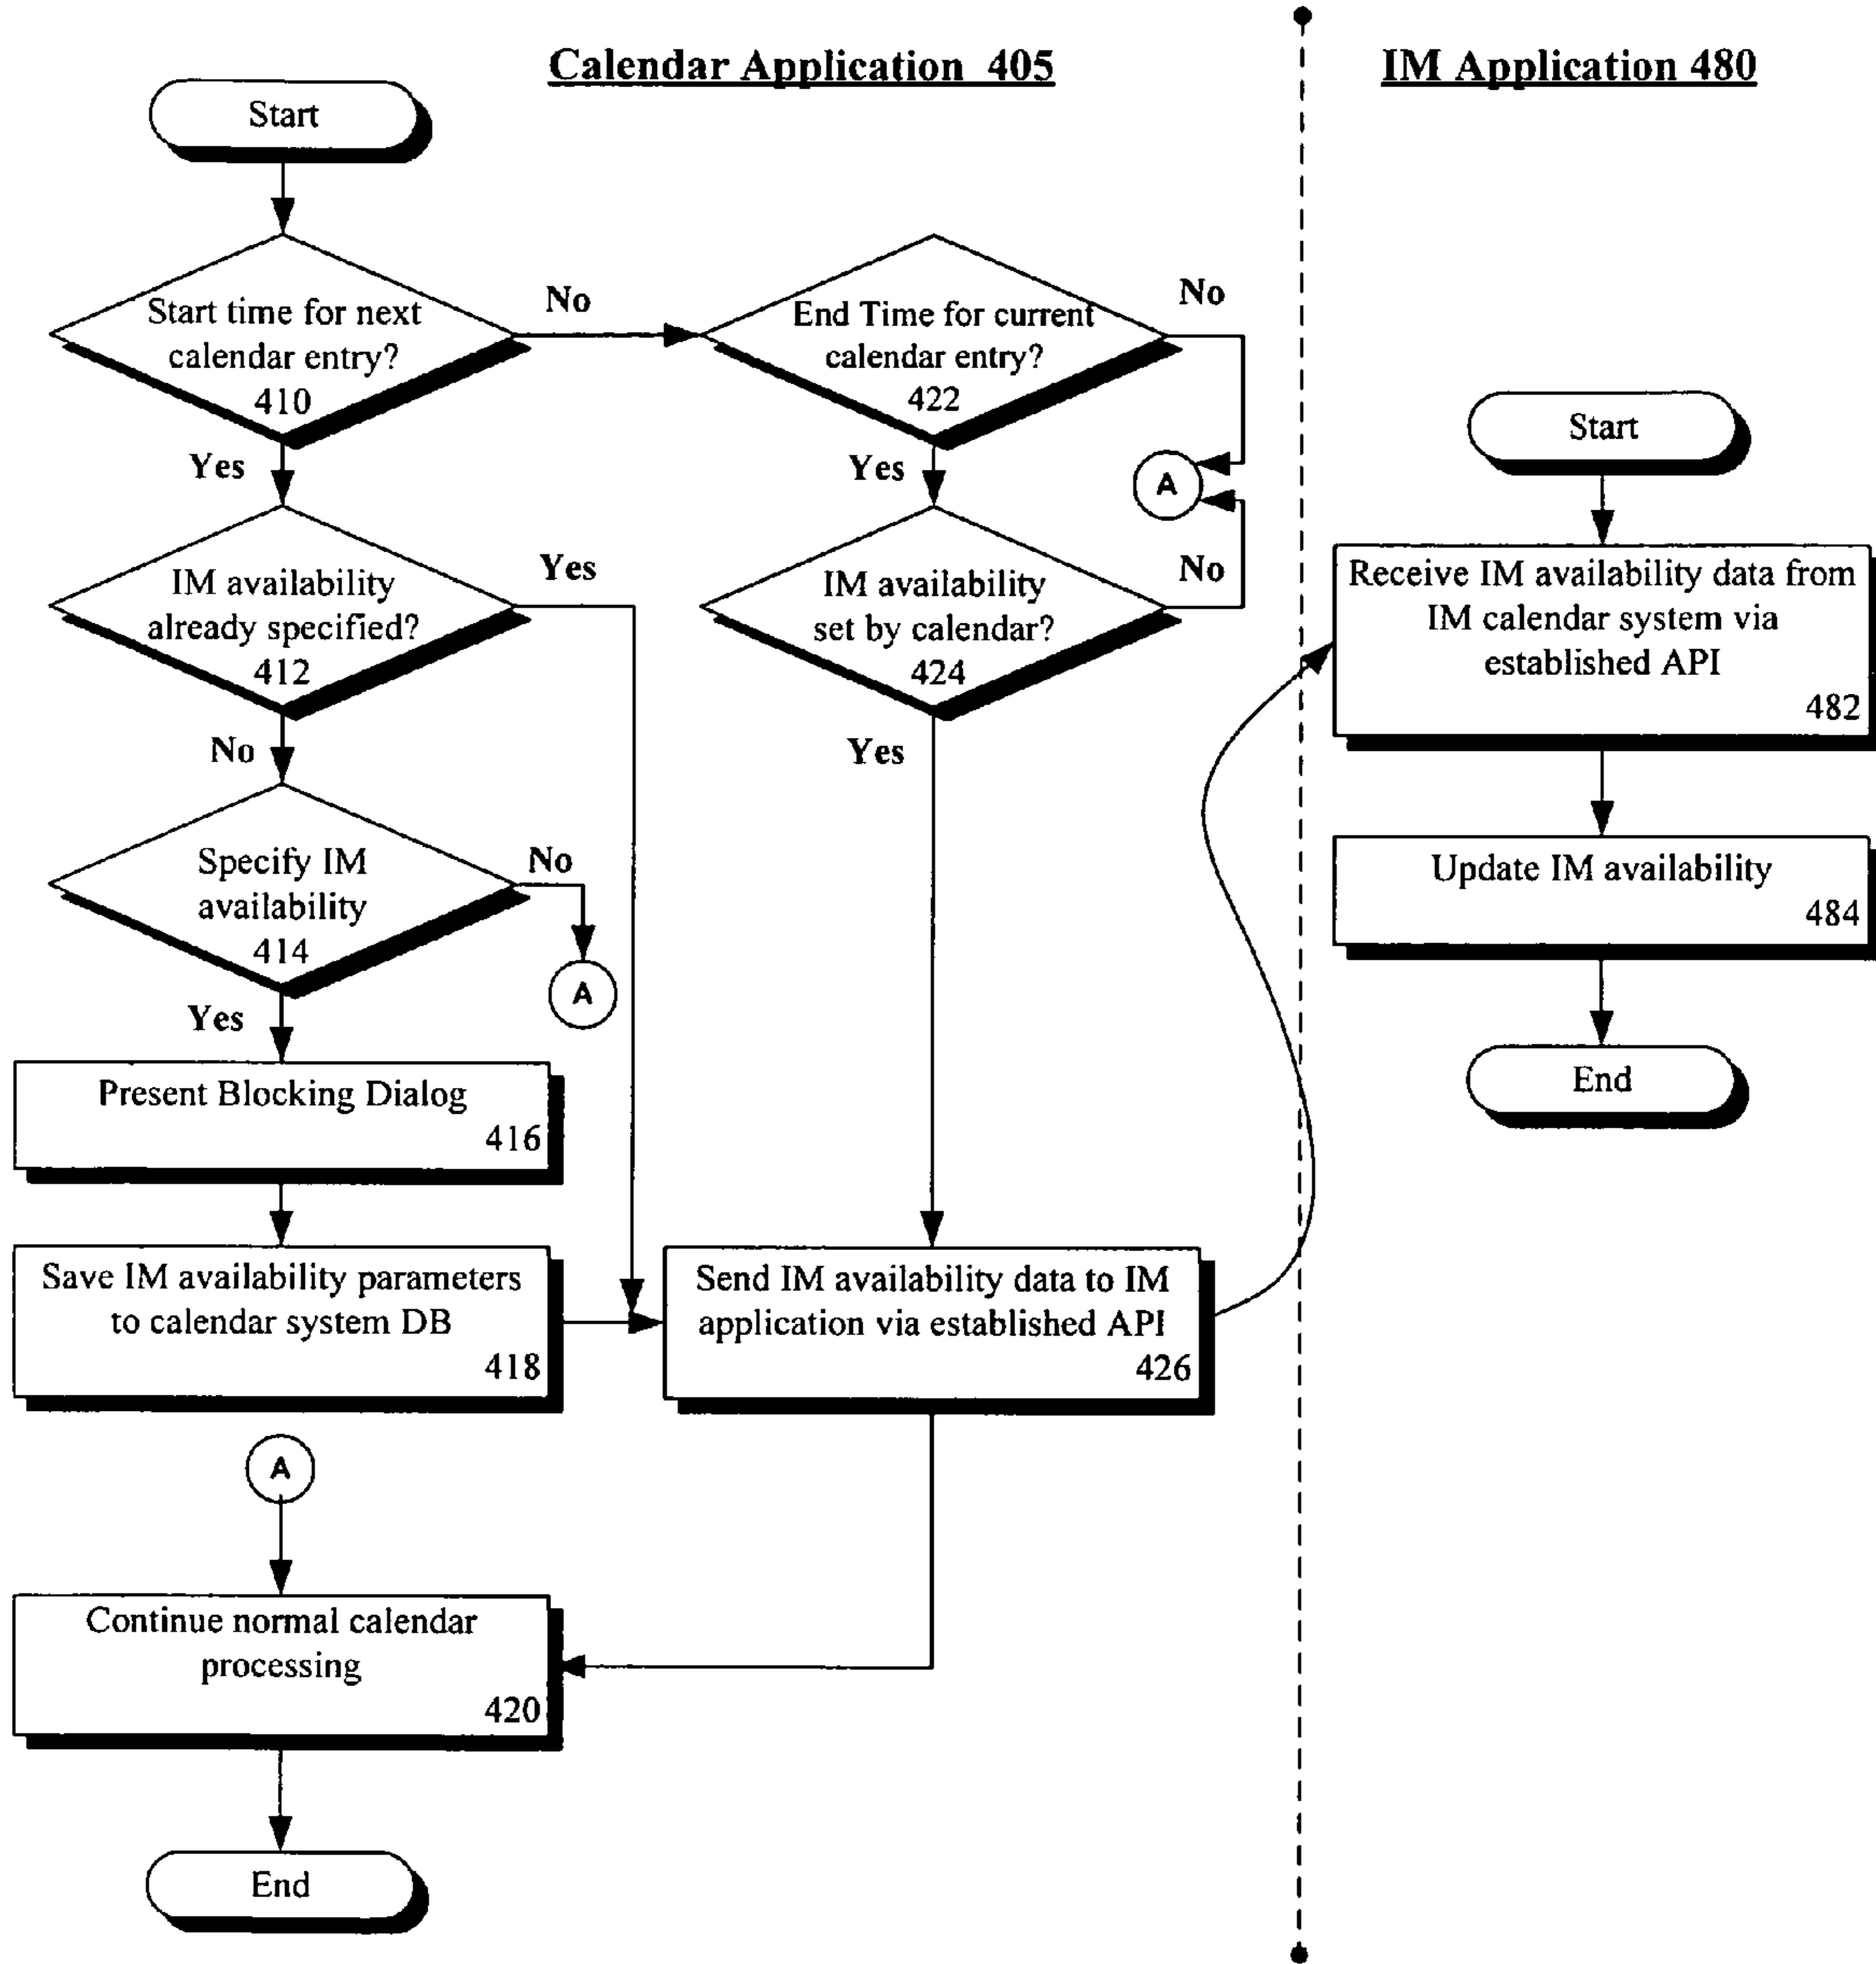 Calendar Application 405
IM Application 480
Start
Start time for next
calendar entry?
410
No
End Time for current
calendar entry?
422
No
Yes
Yes
A
IM availability
already specified?
412
Yes
IM availability
set by calendar?
424
No
No
Yes
Specify IM
availability
414
No
A
Yes
Present Blocking Dialog
416
Save IM availability parameters
to calendar system DB
418
Send IM availability data to IM
application via established API
426
A
Continue normal calendar
processing
420
End
Start
Receive IM availability data from
IM calendar system via
established API
482
Update IM availability
484
End